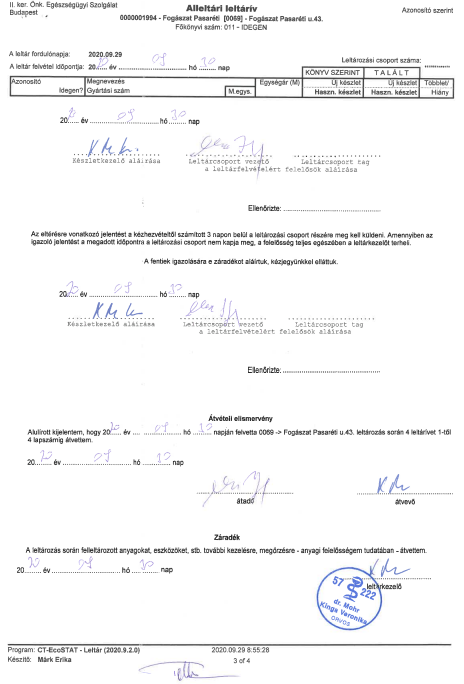 II. ker. Önk. Egészségügyi Szolgálat
Budapest
Alleltári leltárív
Azonosító szerint
0000001994 - Fogászat Pasaréti [0069] - Fogászat Pasaréti u.43.
Főkönyvi szám: 011 - IDEGEN
A leltár fordulónapja: 2020.09.29
Leltározási csoport száma: ...........
A leltár felvétel időpontja: 2020 év 09 hó 30 nap
KÖNYV SZERINT TALÁLT
Azonosító Megnevezés Egységár (M) Új készlet Új készlet Többlet/
Idegen? Gyártási szám M.egys. Haszn. készlet Haszn. készlet Hiány
2020 év 09 hó 30 nap
Készletkezelő aláírása Leltárcsoport vezető Leltárcsoport tag
a leltárfelvételért felelősök aláírása
Ellenőrizte: ..............................
Az eltérésre vonatkozó jelentést a kézhezvételtől számított 3 napon belül a leltározási csoport részére meg kell küldeni. Amennyiben az
igazoló jelentést a megadott időpontra a leltározási csoport nem kapja meg, a felelősség teljes egészében a leltárkezelőt terheli.
A fentiek igazolására e záradékot aláírtuk, kézjegyünkkel elláttuk.
2020 év 09 hó 30 nap
Készletkezelő aláírása Leltárcsoport vezető Leltárcsoport tag
a leltárfelvételért felelősök aláírása
Ellenőrizte: ..............................
Átvételi elismervény
Alulírott kijelentem, hogy 2020 év 09 hó 30 napján felvetta 0069 -> Fogászat Pasaréti u.43. leltározás során 4 leltárívet 1-től
4 lapszámig átvettem.
2020 év 09 hó 30 nap
átadó átvevő
Záradék
A leltározás során felleltározott anyagokat, eszközöket, stb. további kezelésre, megőrzésre - anyagi felelősségem tudatában - átvettem.
2020 év 09 hó 30 nap
leltárkezelő
57 222
dr. Mohr
Kinga Veronika
ORVOS
Program: CT-EcoSTAT - Leltár (2020.9.2.0) 2020.09.29 8:55:28
Készítő: Márk Erika 3 of 4